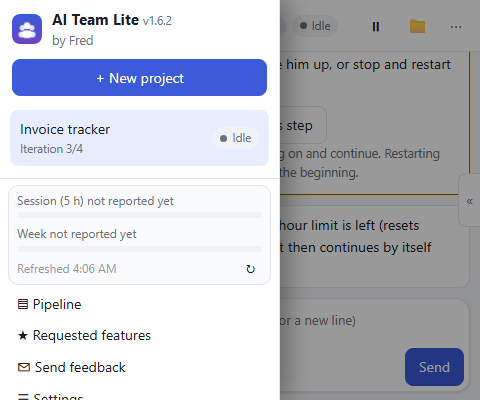 AI Team Lite v1.6.2
by Fred
+ New project
Invoice tracker
Iteration 3/4
Idle
Session (5 h) not reported yet
Week not reported yet
Refreshed 4:06 AM
Pipeline
Requested features
Send feedback
Settings
Idle
him up, or stop and restart
step
on and continue. Restarting
the beginning.
hour limit is left (resets
then continues by itself
or a new line)
Send